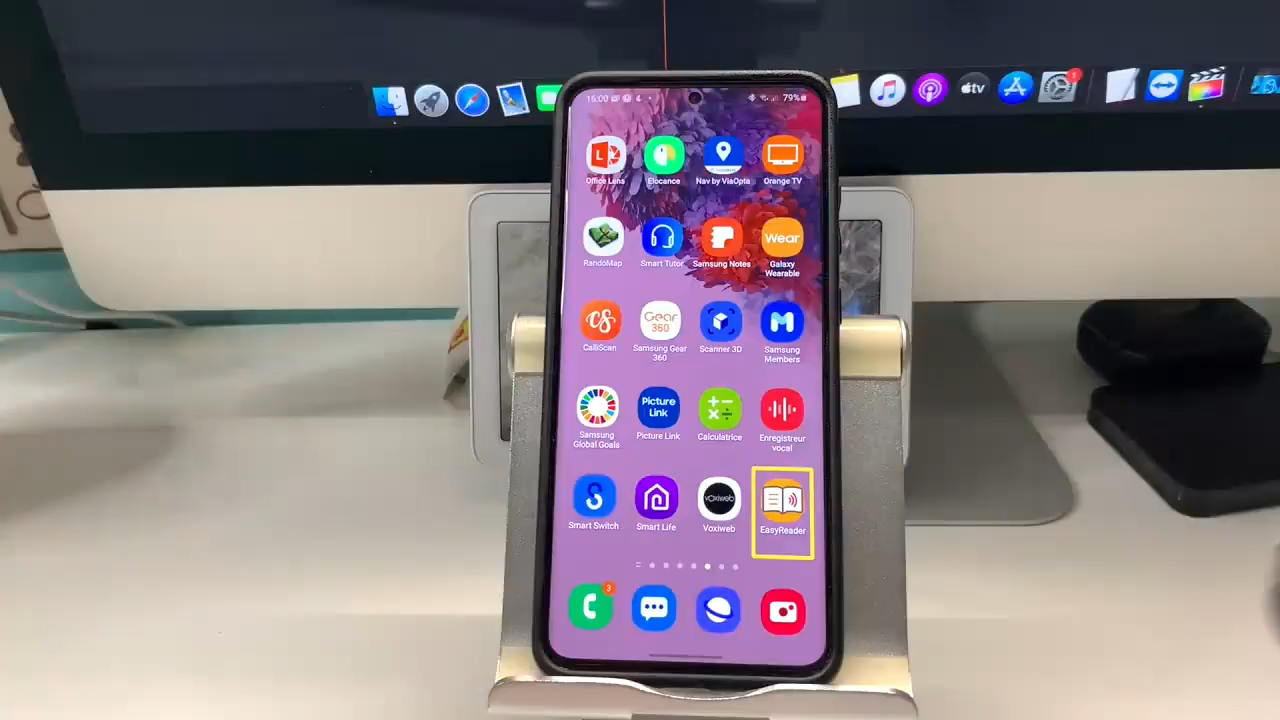 tv
16:00 79%
L
Office Lens Elocance Nav by ViaOpta Orange TV
Wear
RandoMap Smart Tutor Samsung Notes Galaxy
Wearable
cs Gear
360
CalliScan Samsung Gear
360 Scanner 3D Samsung
Members
Picture
Link
Samsung
Global Goals Picture Link Calculatrice Enregistreur
vocal
S voxiweb
Smart Switch Smart Life Voxiweb EasyReader
3